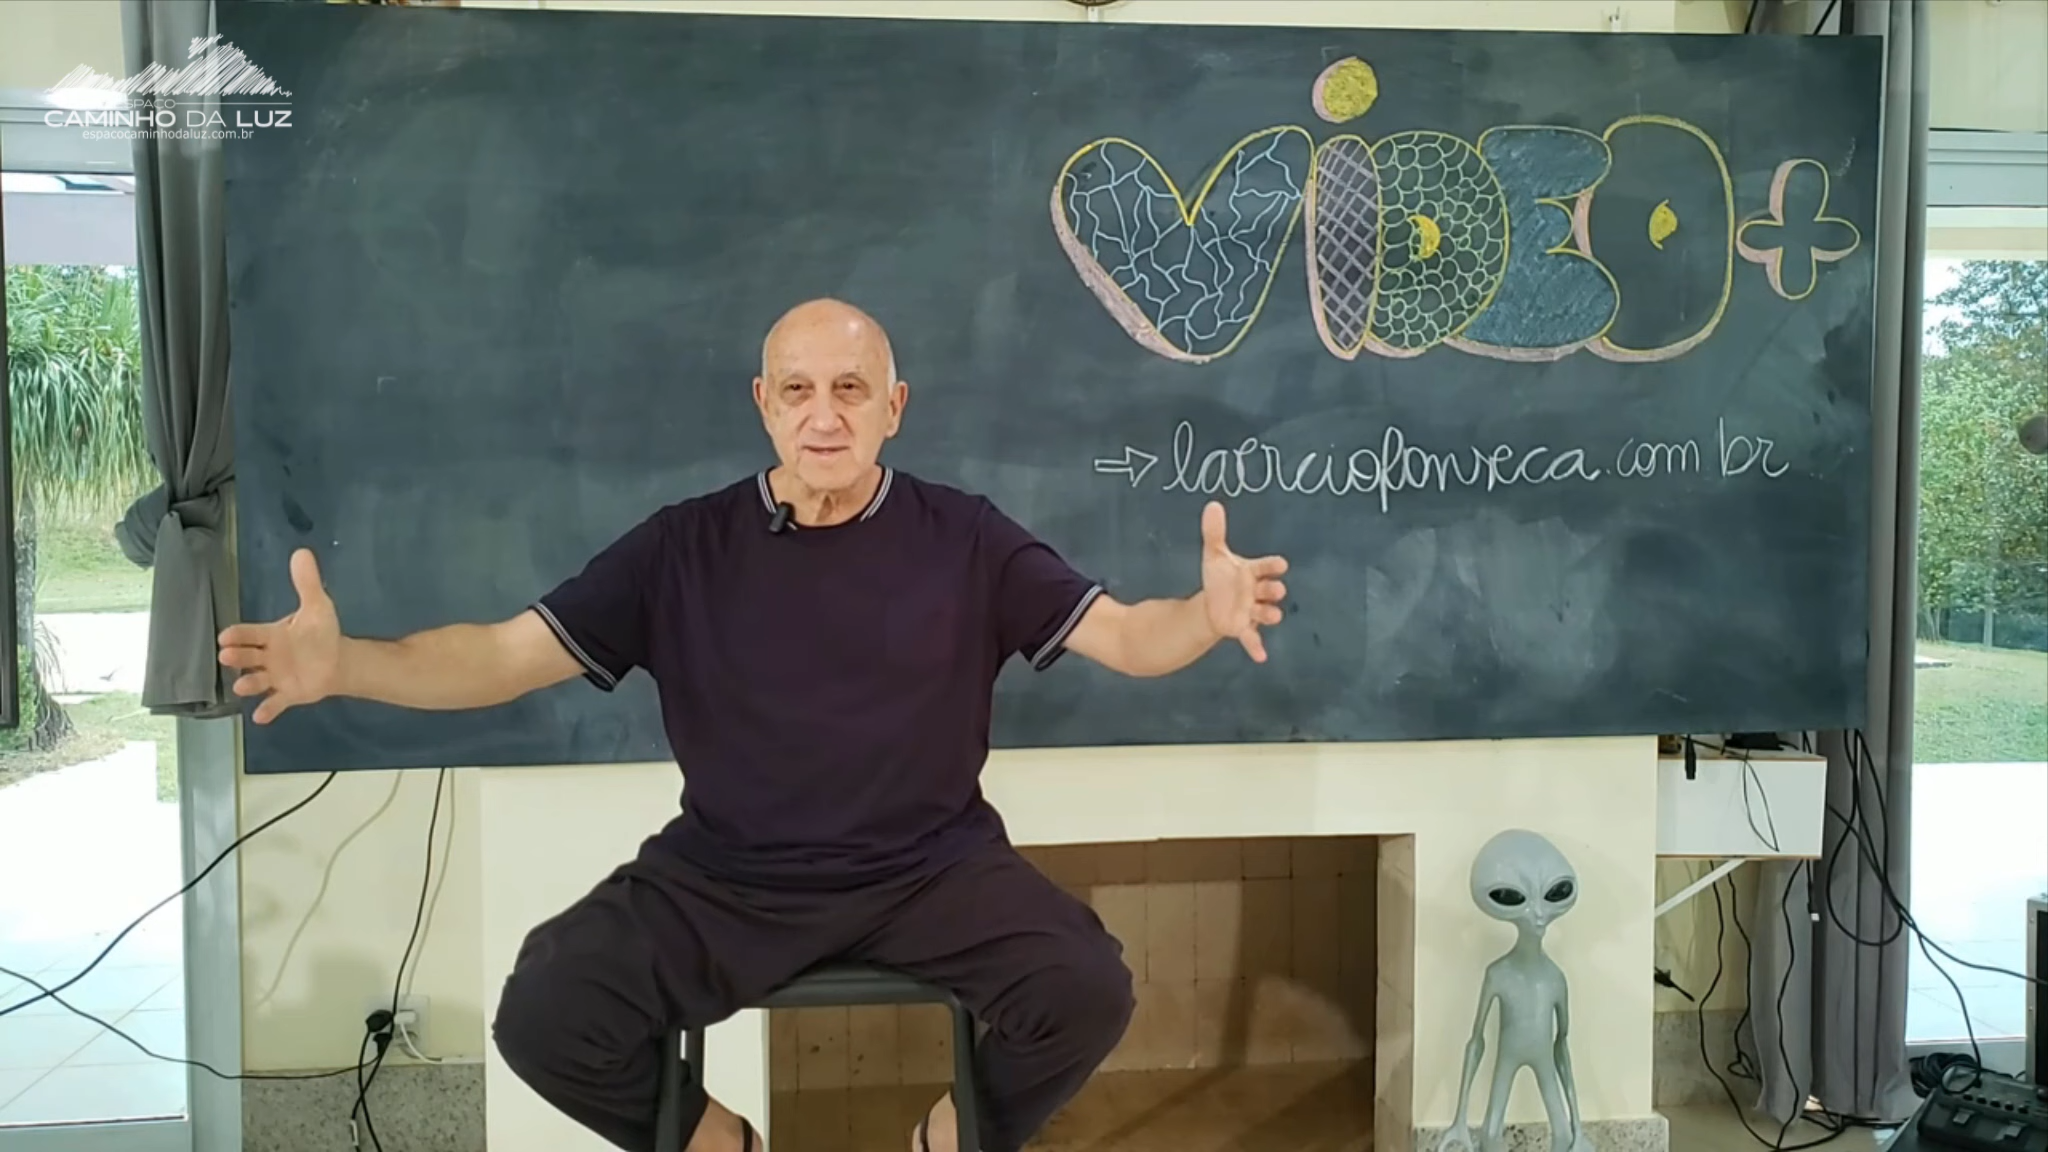 ESPAÇO
CAMINHO DA LUZ
espacocaminhodaluz.com.br
VIDEO+
⇒ laerciofonseca.com br